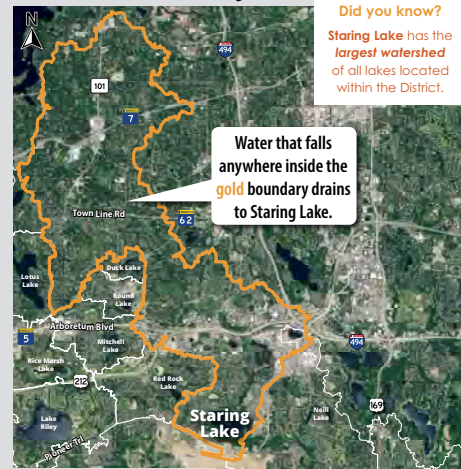 Did you know?
Staring Lake has the
largest watershed
of all lakes located
within the District.
N
494
101
7
Water that falls
anywhere inside the
gold boundary drains
to Staring Lake.
Town Line Rd
62
Duck Lake
Lotus
Lake
Round
Lake
Arboretum Blvd
5
Mitchell
Lake
494
Rice Marsh
Lake
212
Red Rock
Lake
Staring
Lake
169
Neill
Lake
Lake
Riley
Pioneer Trl